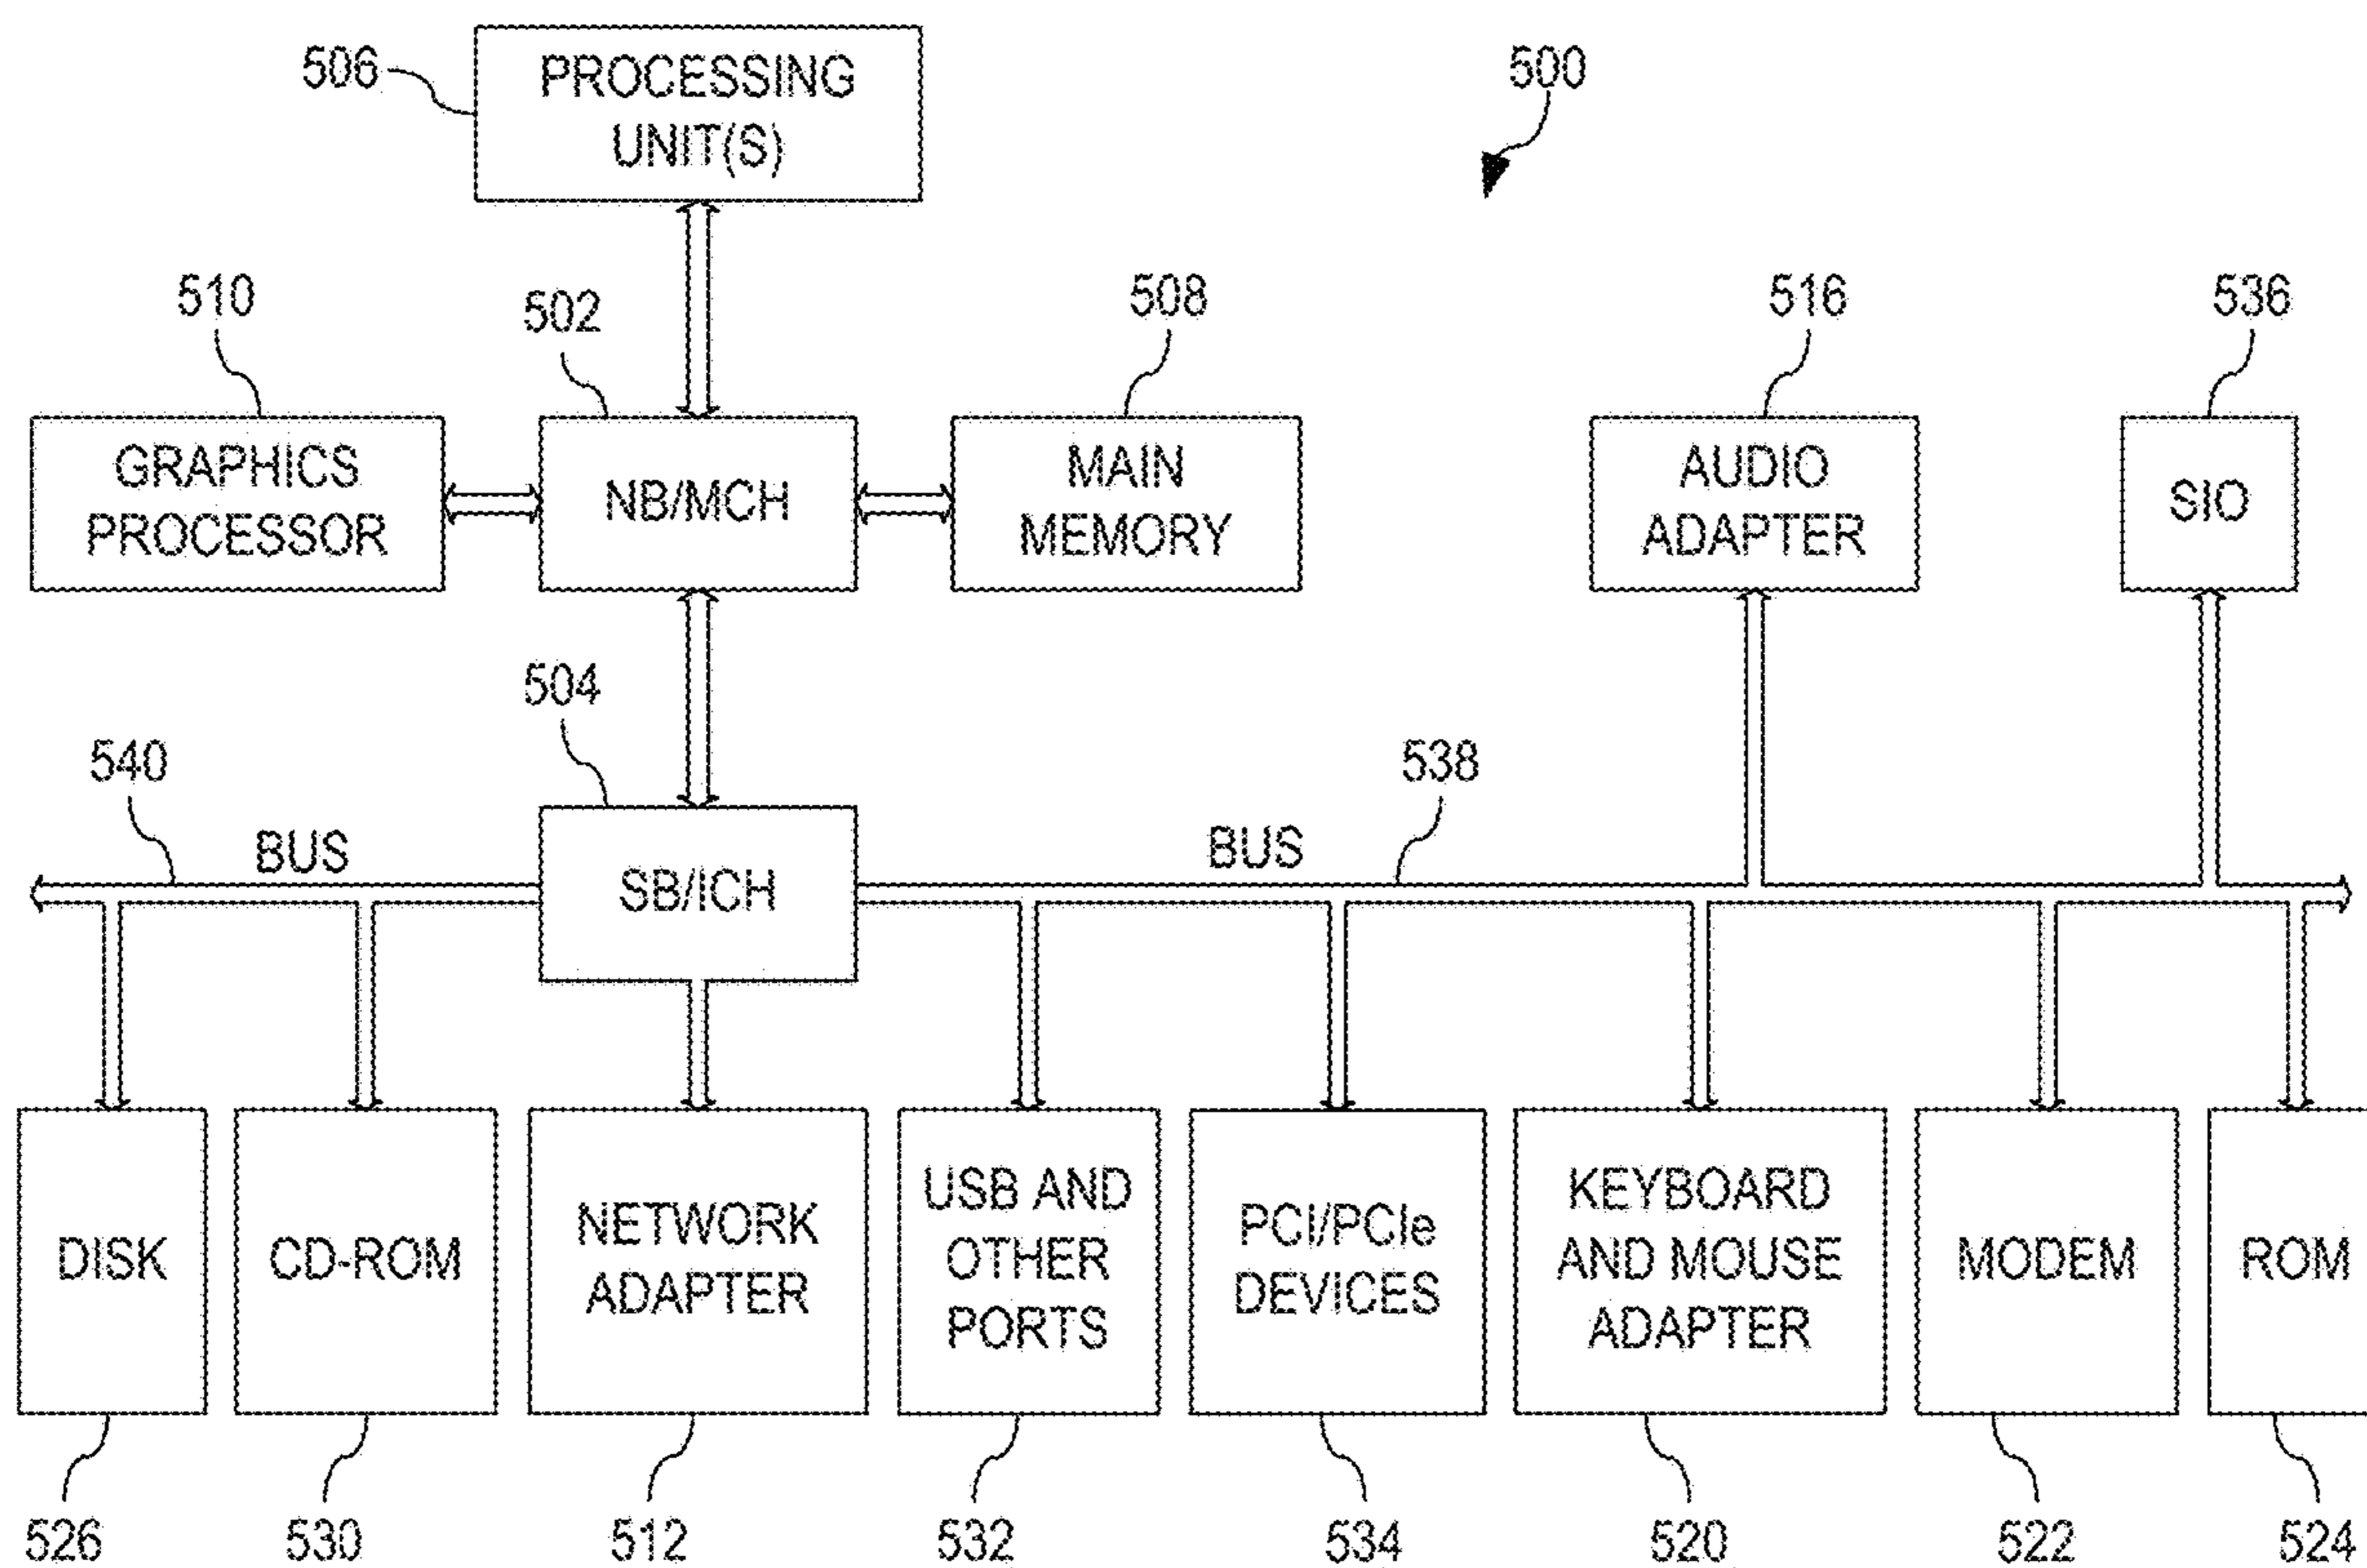 506
PROCESSING
UNIT(S)
500
510
502
508
516
536
GRAPHICS
PROCESSOR
NB/MCH
MAIN
MEMORY
AUDIO
ADAPTER
SIO
504
540
538
BUS
SB/ICH
BUS
DISK
CD-ROM
NETWORK
ADAPTER
USB AND
OTHER
PORTS
PCI/PCIe
DEVICES
KEYBOARD
AND MOUSE
ADAPTER
MODEM
ROM
526
530
512
532
534
520
522
524